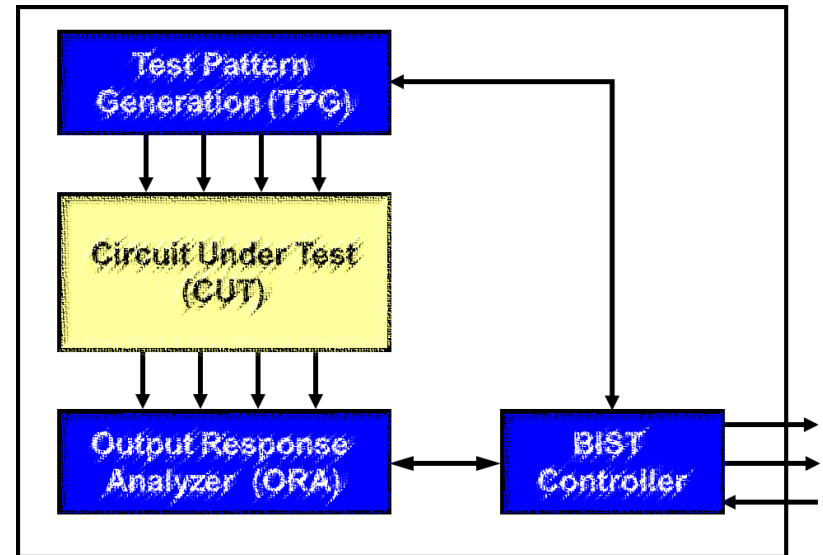 Test Pattern
Generation (TPG)
Circuit Under Test
(CUT)
Output Response
Analyzer (ORA)
BIST
Controller